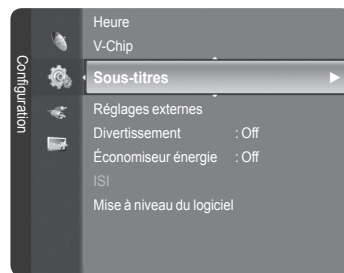 Configuration
Heure
V-Chip
Sous-titres
Réglages externes
Divertissement : Off
Économiseur énergie : Off
ISI
Mise à niveau du logiciel